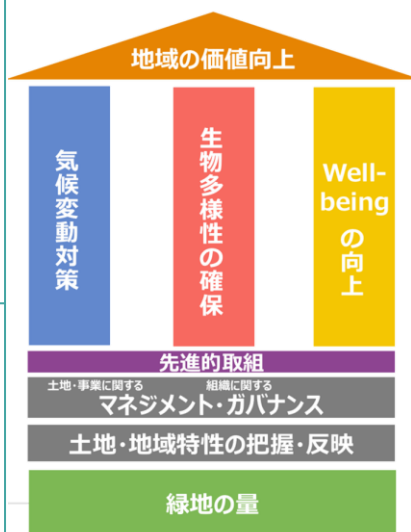 地域の価値向上
気候変動対策
生物多様性の確保
Well-
being
の向上
先進的取組
土地・事業に関する 組織に関する
マネジメント・ガバナンス
土地・地域特性の把握・反映
緑地の量